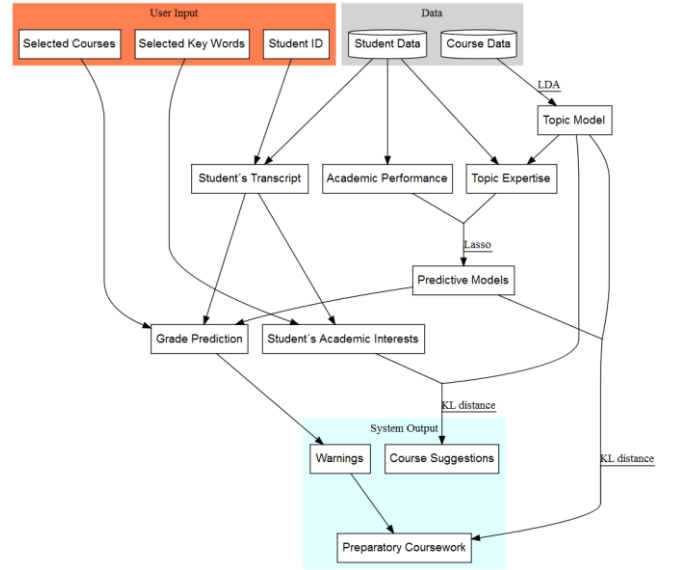 User Input
Data
Selected Courses
Selected Key Words
Student ID
Student Data
Course Data
LDA
Topic Model
Student´s Transcript
Academic Performance
Topic Expertise
Lasso
Predictive Models
Grade Prediction
Student´s Academic Interests
KL distance
System Output
Warnings
Course Suggestions
KL distance
Preparatory Coursework